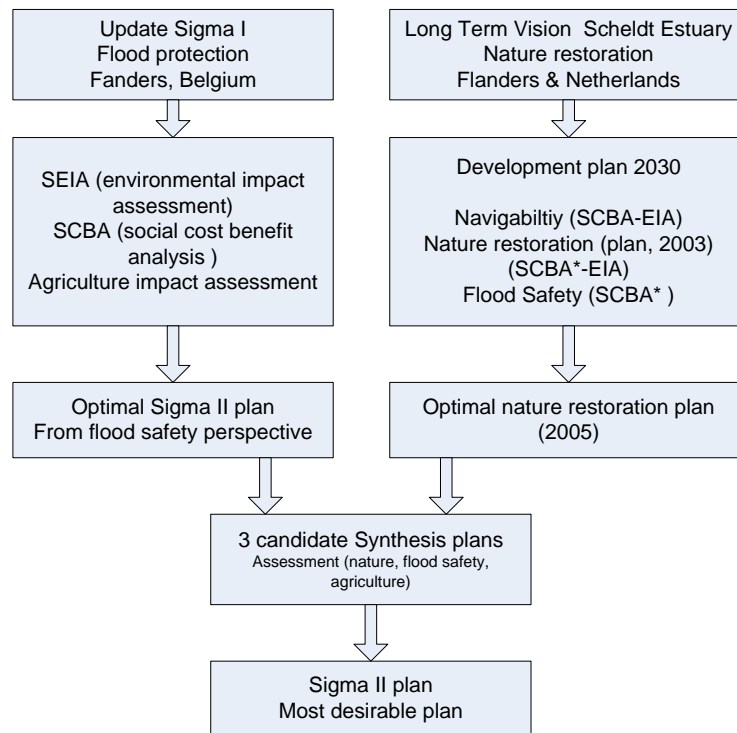 Update Sigma I
Flood protection
Fanders, Belgium
Long Term Vision  Scheldt Estuary
Nature restoration
Flanders & Netherlands
SEIA (environmental impact
assessment)
SCBA (social cost benefit
analysis )
Agriculture impact assessment
Development plan 2030
Navigabiltiy (SCBA-EIA)
Nature restoration (plan, 2003)
(SCBA*-EIA)
Flood Safety (SCBA* )
Optimal Sigma II plan
From flood safety perspective
Optimal nature restoration plan
(2005)
3 candidate Synthesis plans
Assessment (nature, flood safety,
agriculture)
Sigma II plan
Most desirable plan